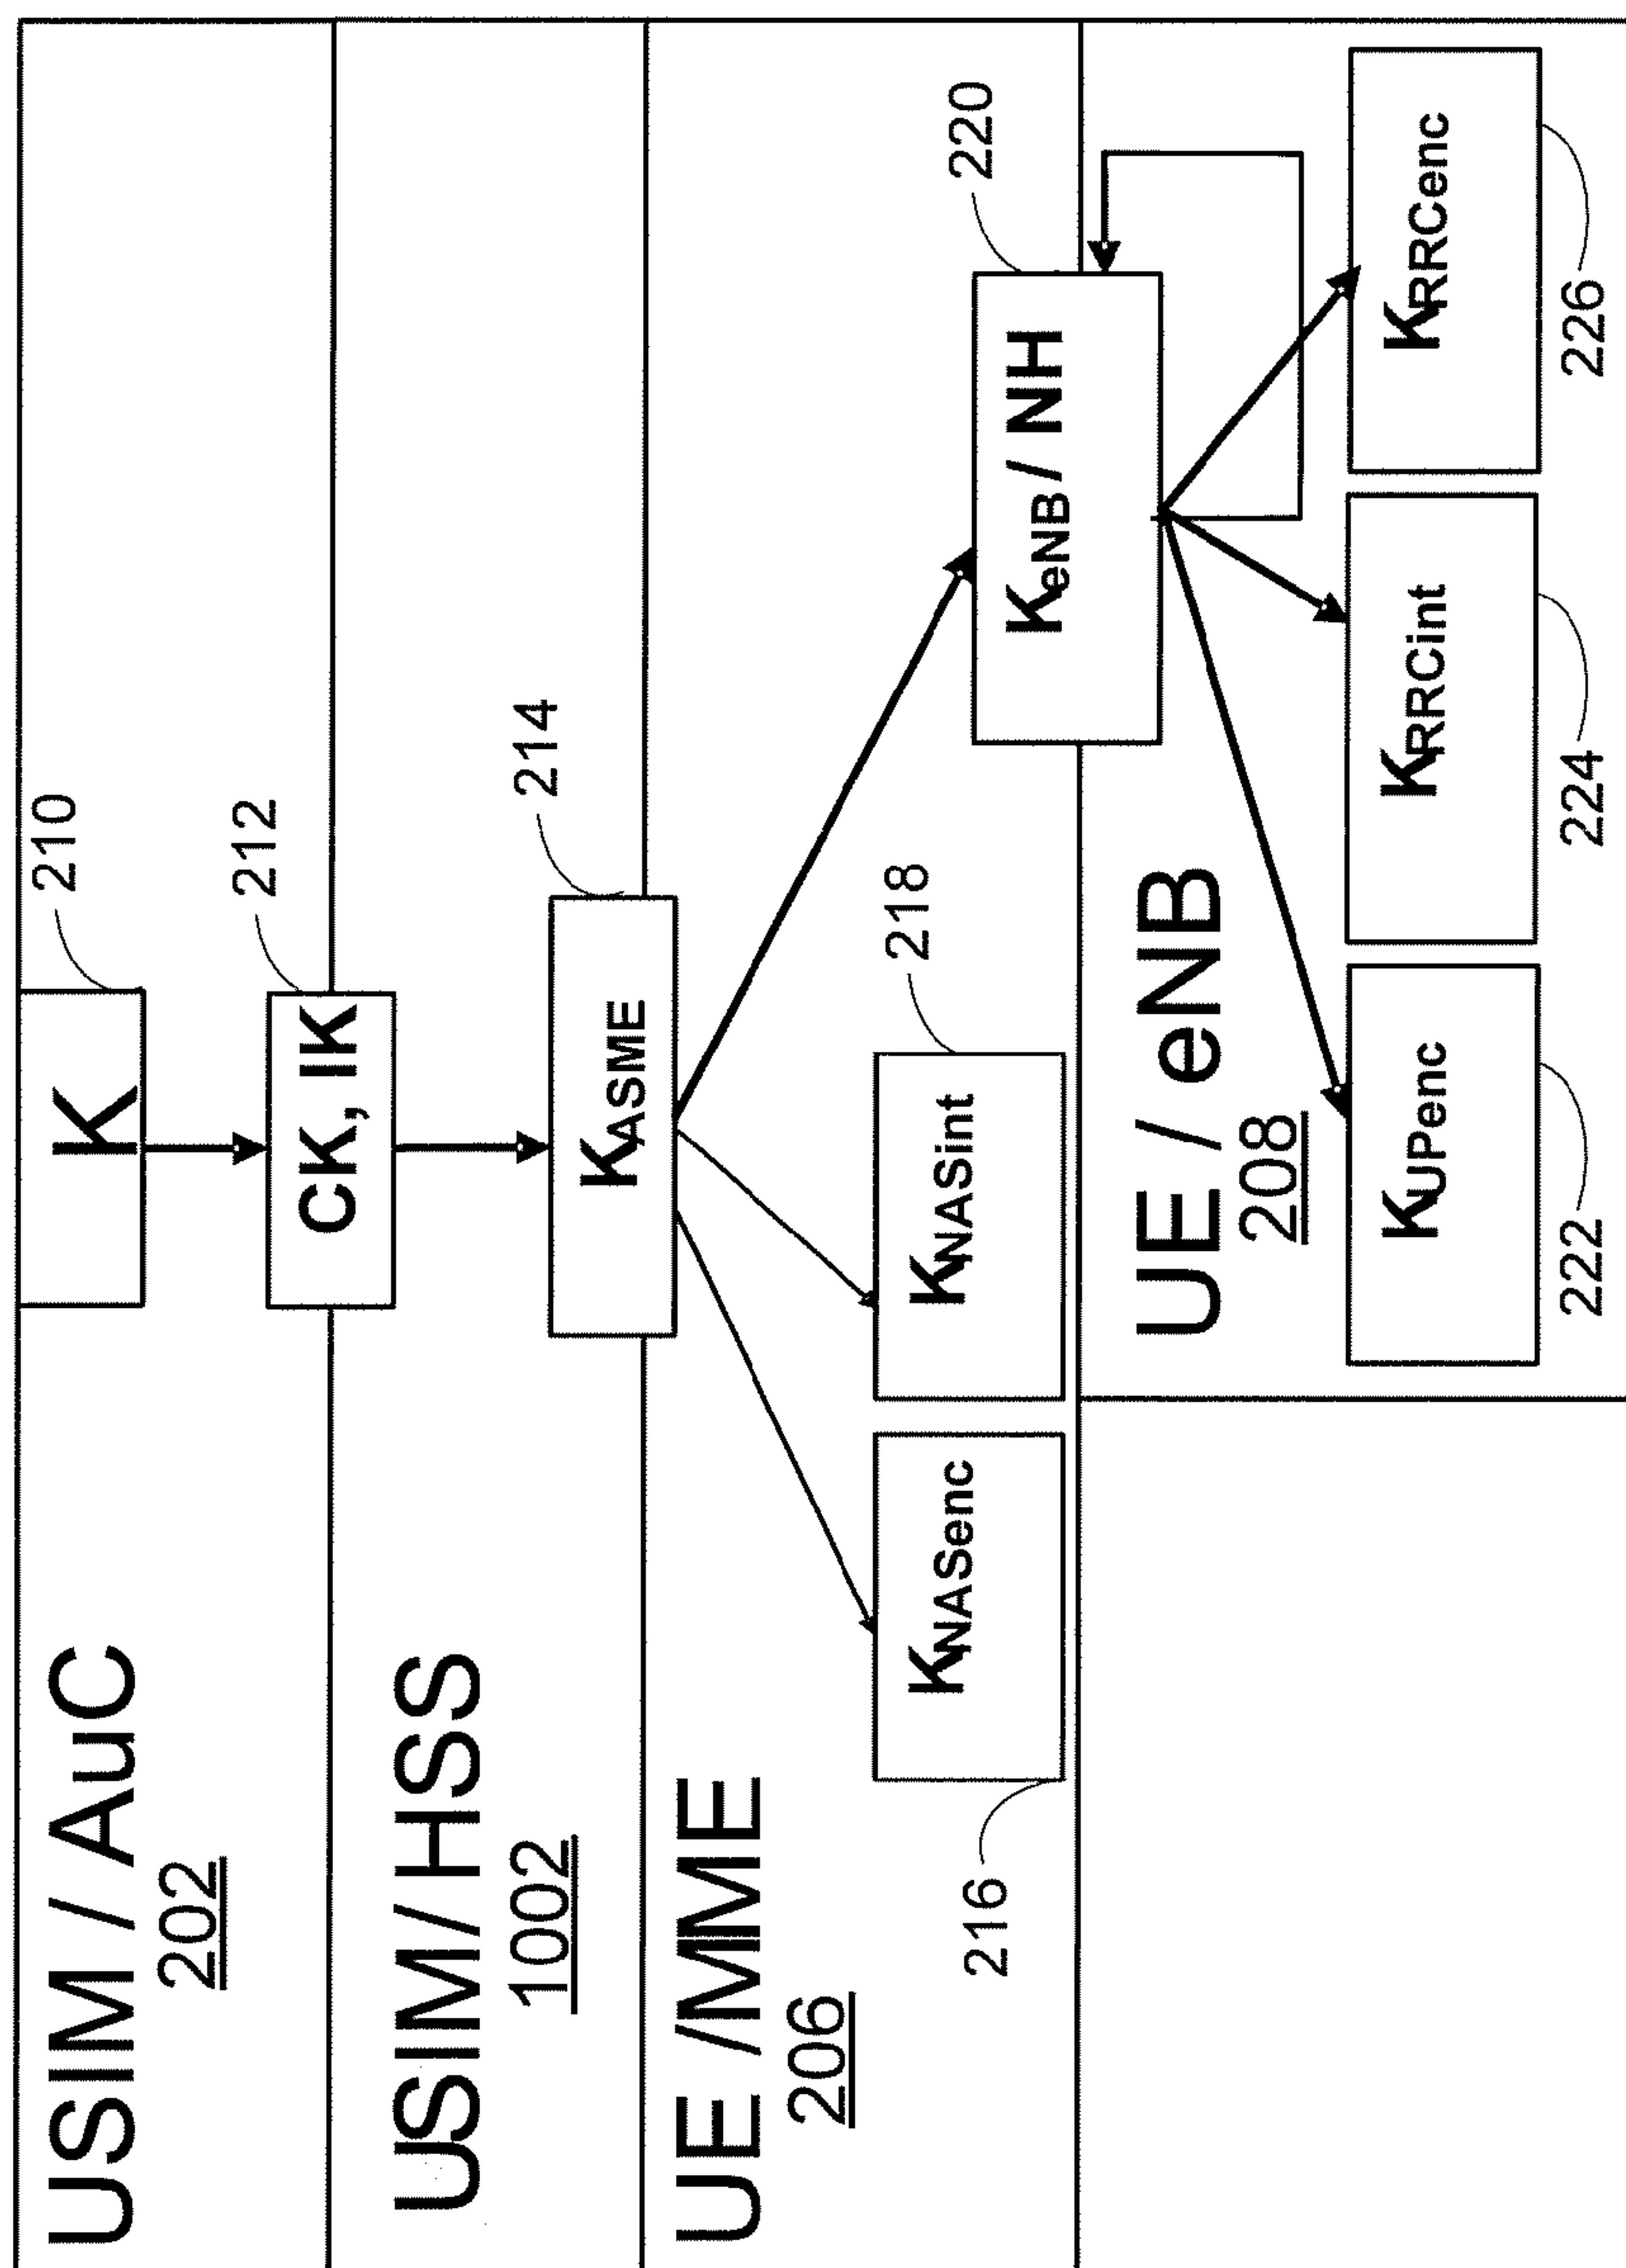 USIM / AuC
202
K
210
CK, IK
212
USIM / HSS
1002
KASME
214
UE /MME
206
KNASenc
216
KNASint
218
KeNB / NH
220
UE / eNB
208
KUPenc
222
KRRCint
224
KRRCenc
226